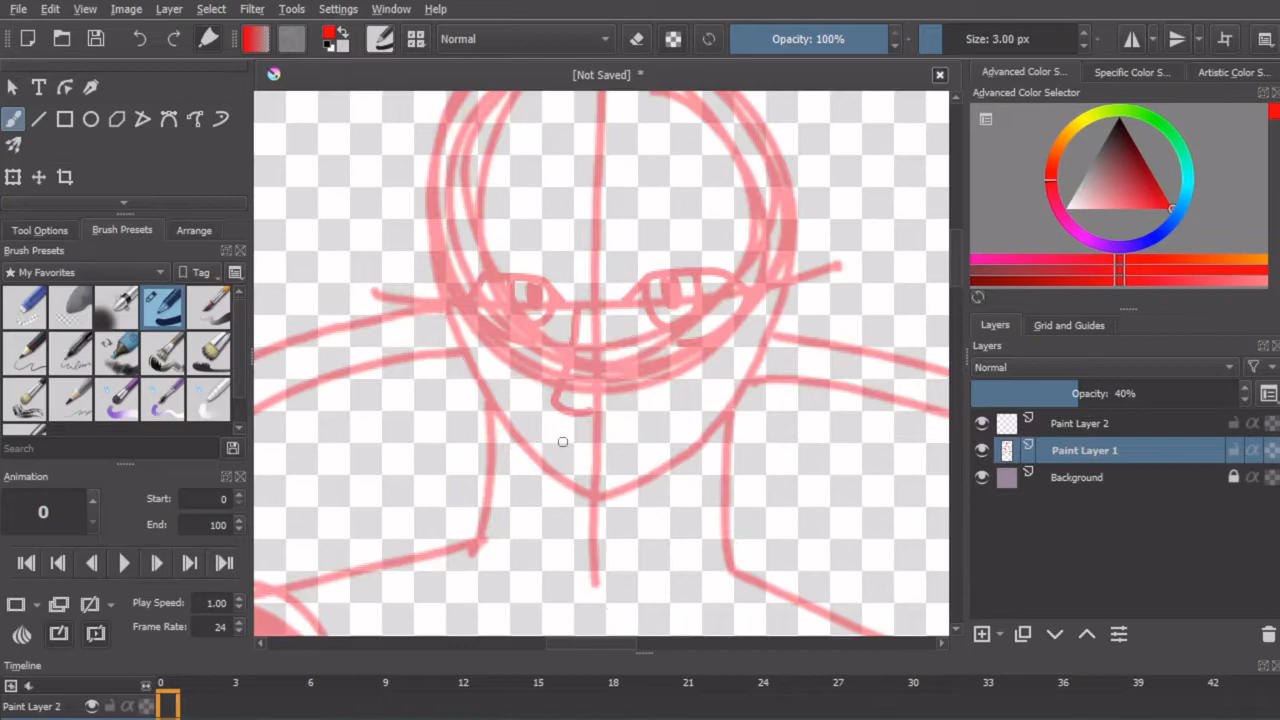 File Edit View Image Layer Select Filter Tools Settings Window Help
Normal Opacity: 100% Size: 3.00 px
[Not Saved] *
Advanced Color S... Specific Color S... Artistic Color S...
Advanced Color Selector
Tool Options Brush Presets Arrange
Brush Presets
My Favorites Tag
Search
Animation
0 Start: 0
End: 100
Play Speed: 1.00
Frame Rate: 24
Layers Grid and Guides
Layers
Normal
Opacity: 40%
Paint Layer 2
Paint Layer 1
Background
Timeline
0 3 6 9 12 15 18 21 24 27 30 33 36 39 42
Paint Layer 2